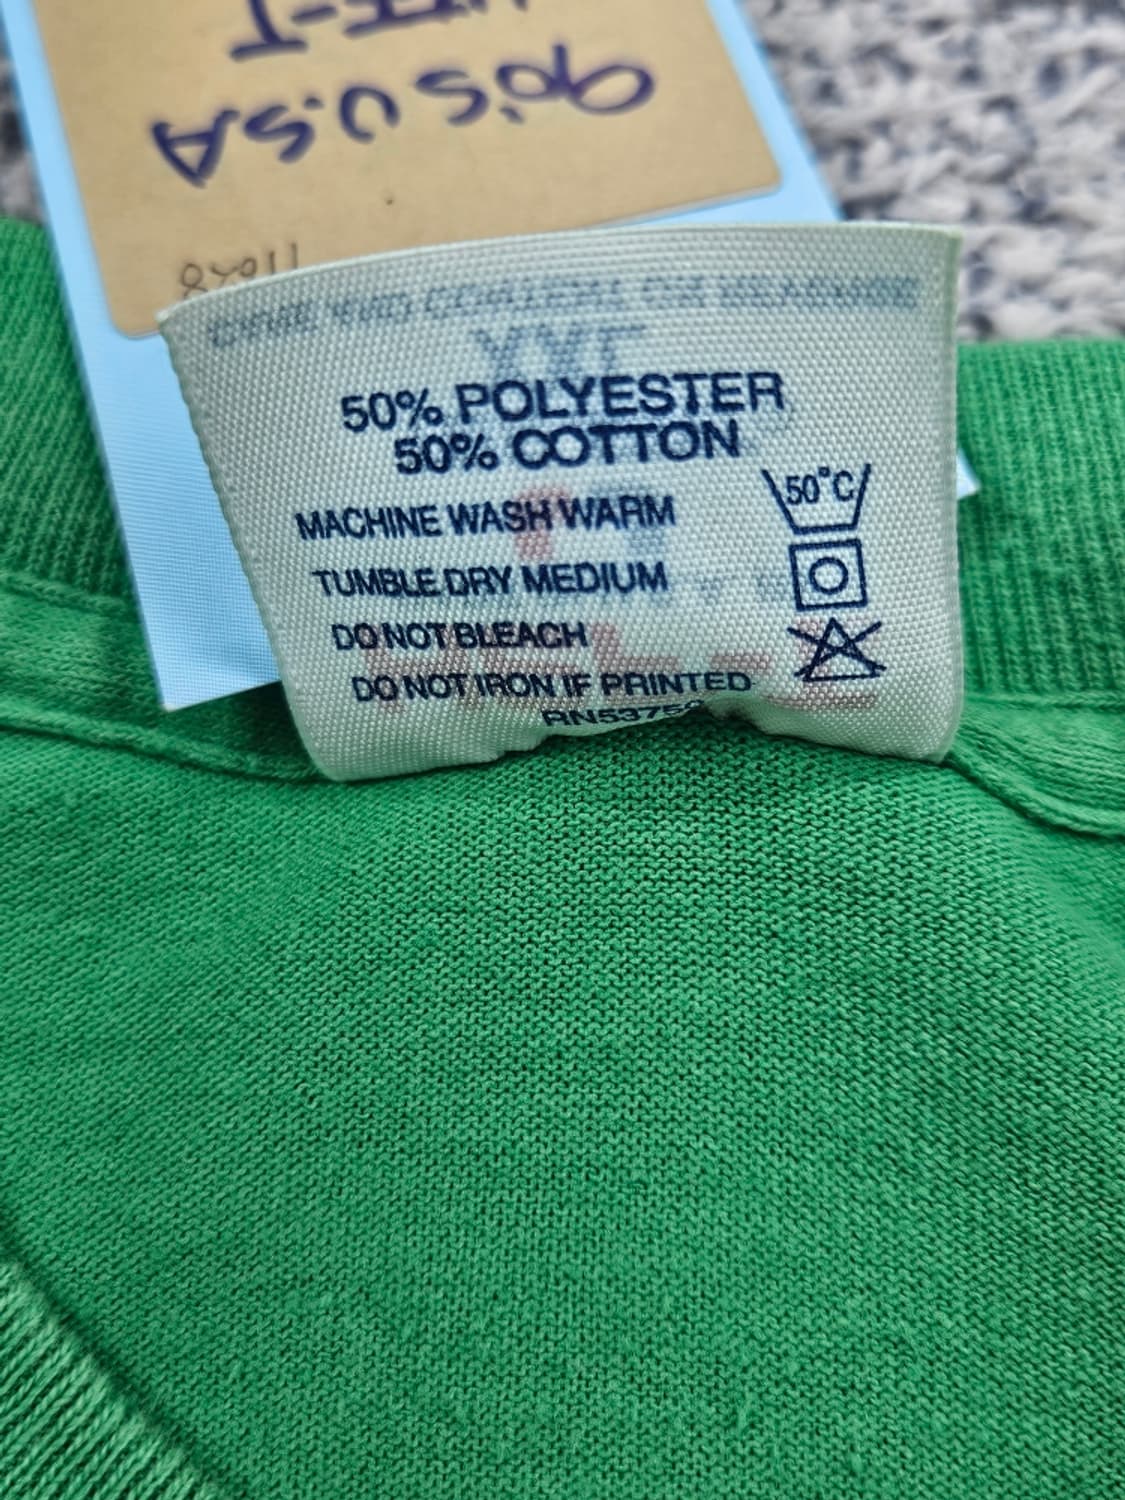 90'S U.S.A
50% POLYESTER
50% COTTON
MACHINE WASH WARM
50°C
TUMBLE DRY MEDIUM
DO NOT BLEACH
DO NOT IRON IF PRINTED